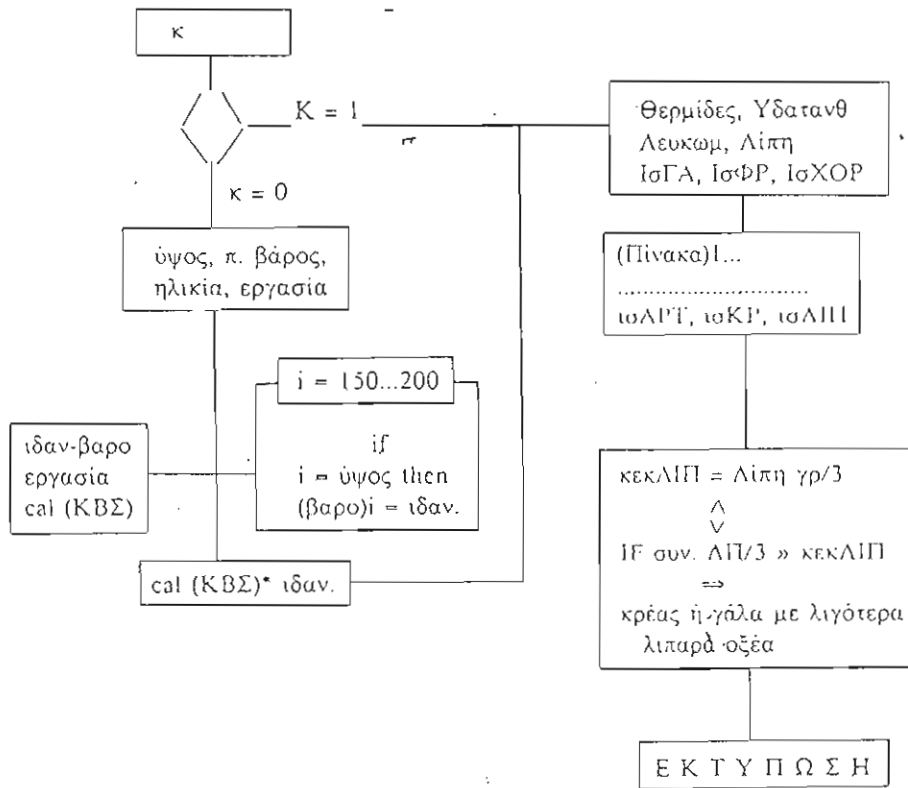 κ
K = 1
κ = 0
ύψος, π. βάρος,
ηλικία, εργασία
i = 150...200
if
i = ύψος then
(βαρο)i = ιδαν.
ιδαν-βαρο
εργασία
cal (ΚΒΣ)
cal (ΚΒΣ)* ιδαν.
Θερμίδες, Υδατανθ
Λευκωμ, Λίπη
ΙσΓΑ, ΙσΦΡ, ΙσΧΟΡ
(Πίνακα)1...
..............................
ισΑΡΤ, ισΚΡ, ισΛΙΠ
κεκΛΙΠ = Λίπη γρ/3
IF συν. ΛΠ/3 » κεκΛΙΠ
⇒
κρέας ή γάλα με λιγότερα
λιπαρά οξέα
Ε Κ Τ Υ Π Ω Σ Η